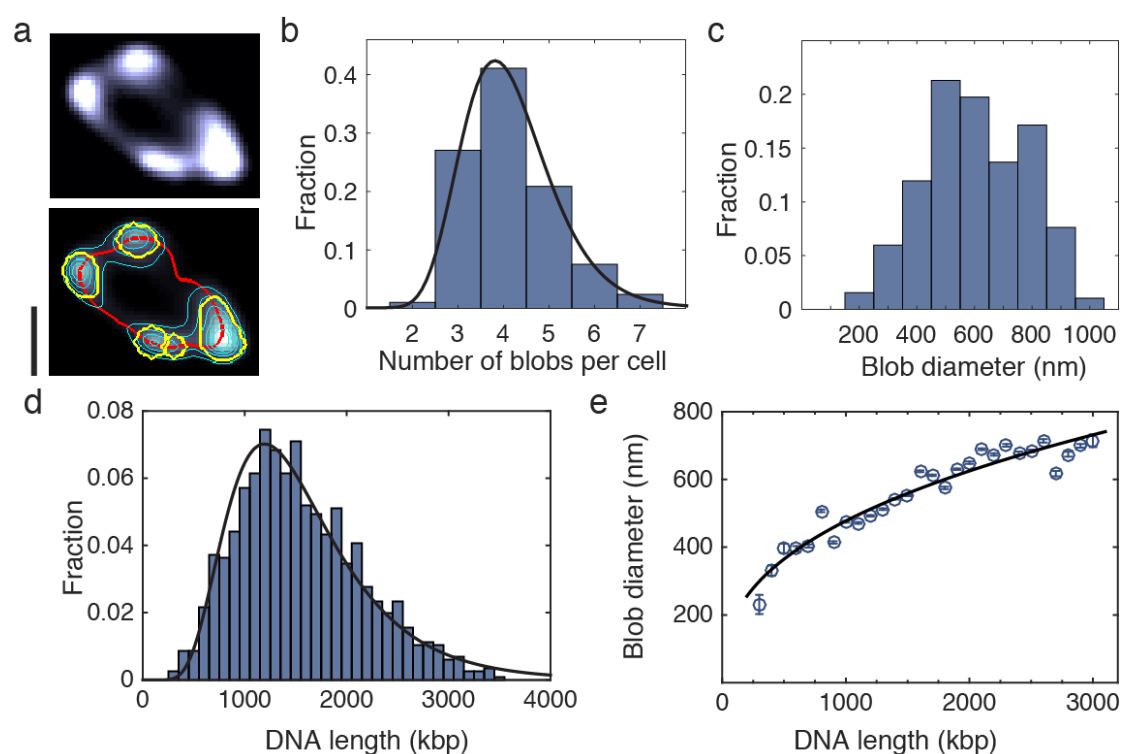 a
b
c
0.4
0.3
0.2
0.1
0
Fraction
2 3 4 5 6 7
Number of blobs per cell
0.2
0.15
0.1
0.05
0
Fraction
200 400 600 800 1000
Blob diameter (nm)
d
e
0.08
0.06
0.04
0.02
0
Fraction
0 1000 2000 3000 4000
DNA length (kbp)
800
600
400
200
Blob diameter (nm)
0 1000 2000 3000
DNA length (kbp)